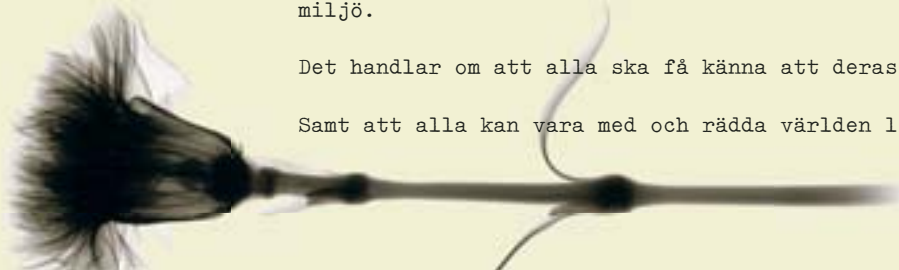 miljö.
Det handlar om att alla ska få känna att deras
Samt att alla kan vara med och rädda världen l